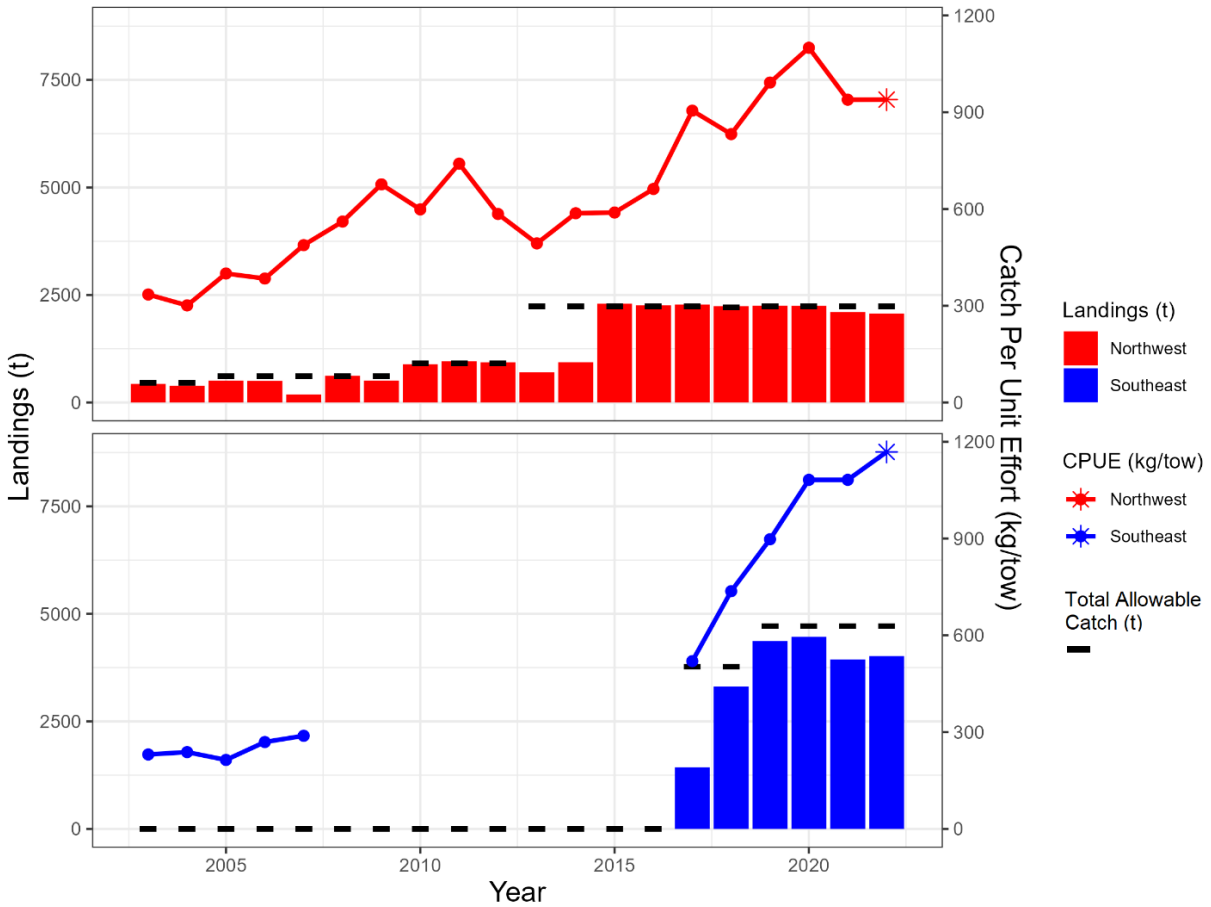 Landings (t)
7500
5000
2500
0
1200
900
600
300
0
7500
5000
2500
0
1200
900
600
300
0
Catch Per Unit Effort (kg/tow)
2005
2010
2015
2020
Year
Landings (t)
Northwest
Southeast
CPUE (kg/tow)
Northwest
Southeast
Total Allowable
Catch (t)